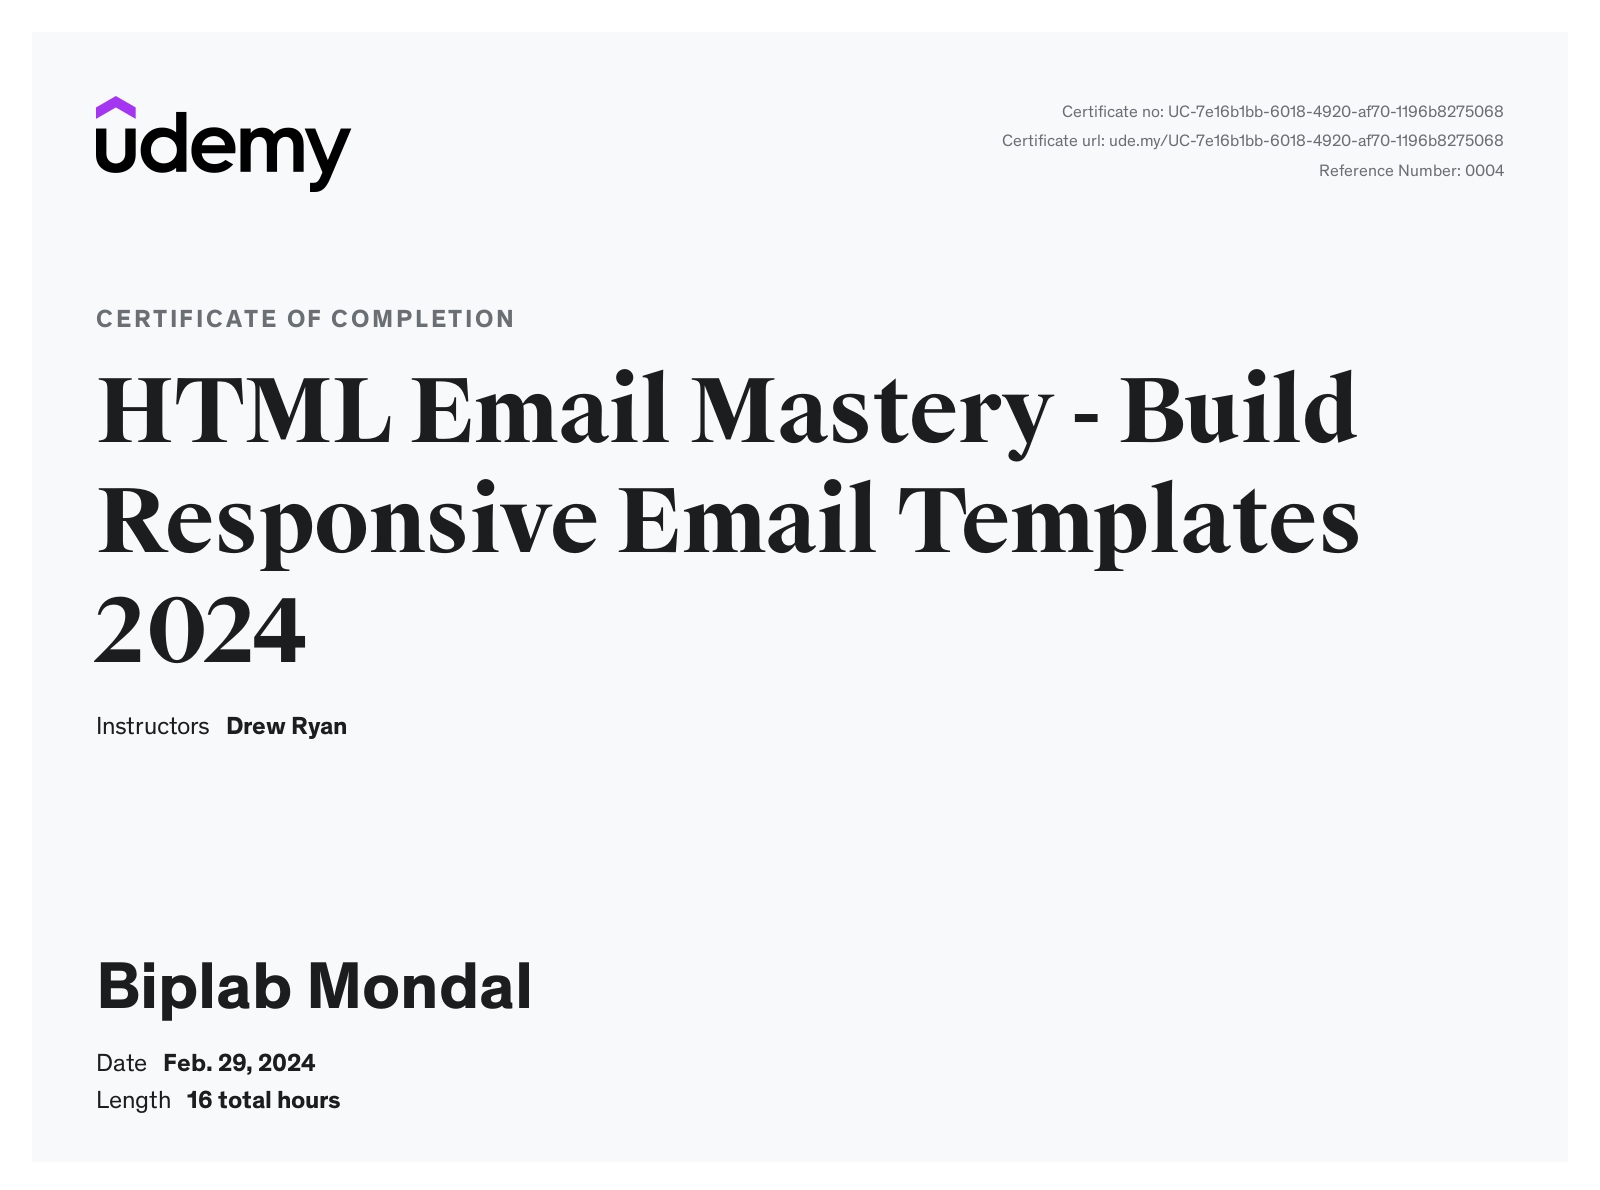 udemy
Certificate no: UC-7e16b1bb-6018-4920-af70-1196b8275068
Certificate url: ude.my/UC-7e16b1bb-6018-4920-af70-1196b8275068
Reference Number: 0004
CERTIFICATE OF COMPLETION
HTML Email Mastery - Build
Responsive Email Templates
2024
Instructors Drew Ryan
Biplab Mondal
Date Feb. 29, 2024
Length 16 total hours